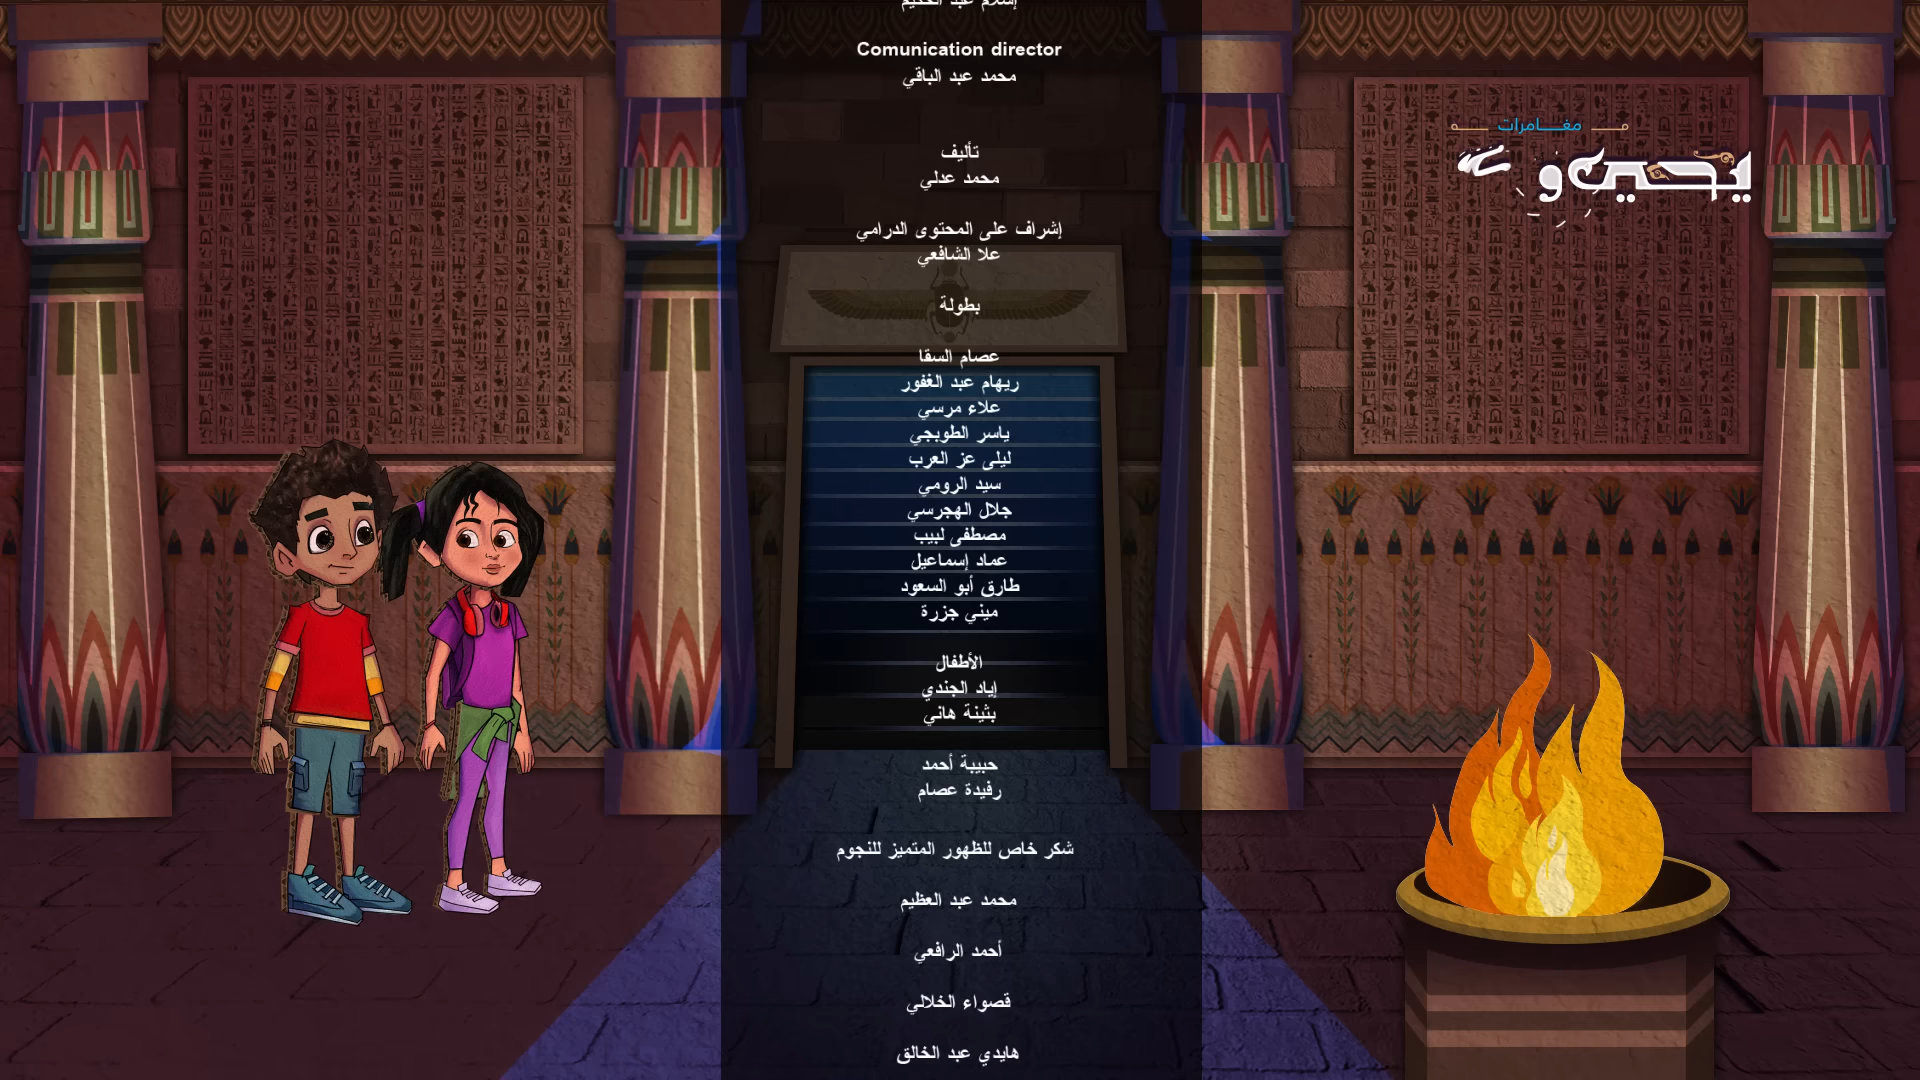 Comunication director
محمد عبد الباقي
تأليف
محمد عدلي
إشراف على المحتوى الدرامي
علا الشافعي
بطولة
عصام السقا
ريهام عبد الغفور
علاء مرسي
ياسر الطوبجي
ليلى عز العرب
سيد الرومي
جلال الهجرسي
مصطفى لبيب
عماد إسماعيل
طارق أبو السعود
ميني جزرة
الأطفال
إياد الجندي
بثينة هاني
حبيبة أحمد
رفيدة عصام
شكر خاص للظهور المتميز للنجوم
محمد عبد العظيم
أحمد الرافعي
قصواء الخلالي
هايدي عبد الخالق
مغامرات
يحيى و